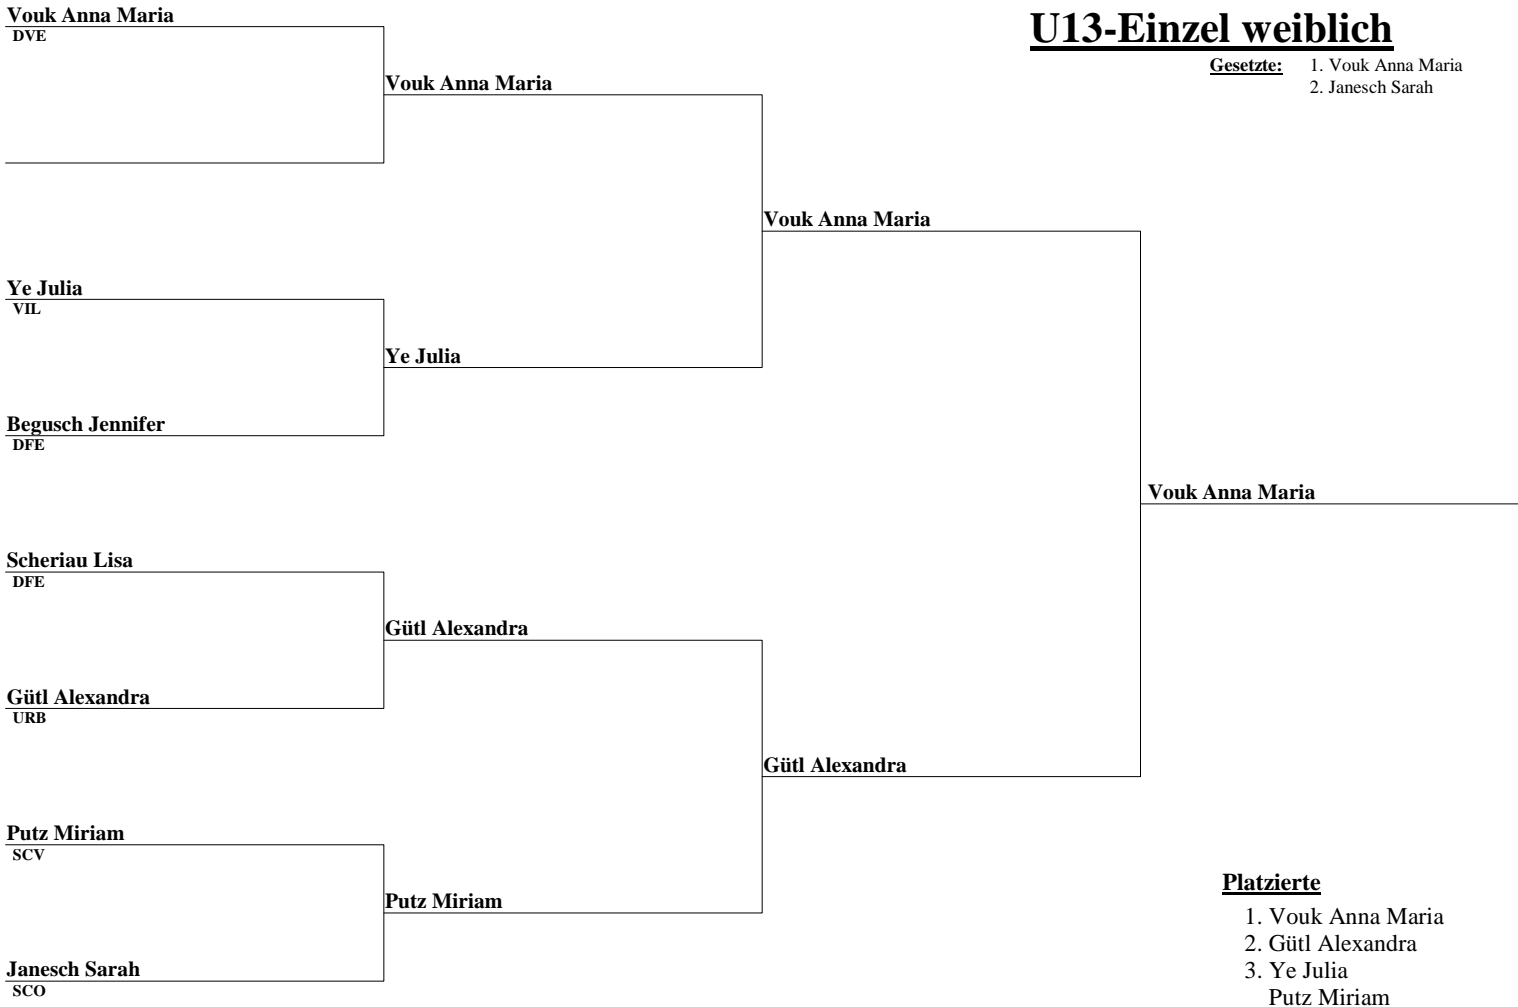 U13-Einzel weiblich
Gesetzte: 1. Vouk Anna Maria
2. Janesch Sarah
Vouk Anna Maria
DVE
Vouk Anna Maria
Vouk Anna Maria
Ye Julia
VIL
Ye Julia
Begusch Jennifer
DFE
Vouk Anna Maria
Scheriau Lisa
DFE
Gütl Alexandra
Gütl Alexandra
URB
Gütl Alexandra
Putz Miriam
SCV
Putz Miriam
Janesch Sarah
SCO
Platzierte
1. Vouk Anna Maria
2. Gütl Alexandra
3. Ye Julia
Putz Miriam